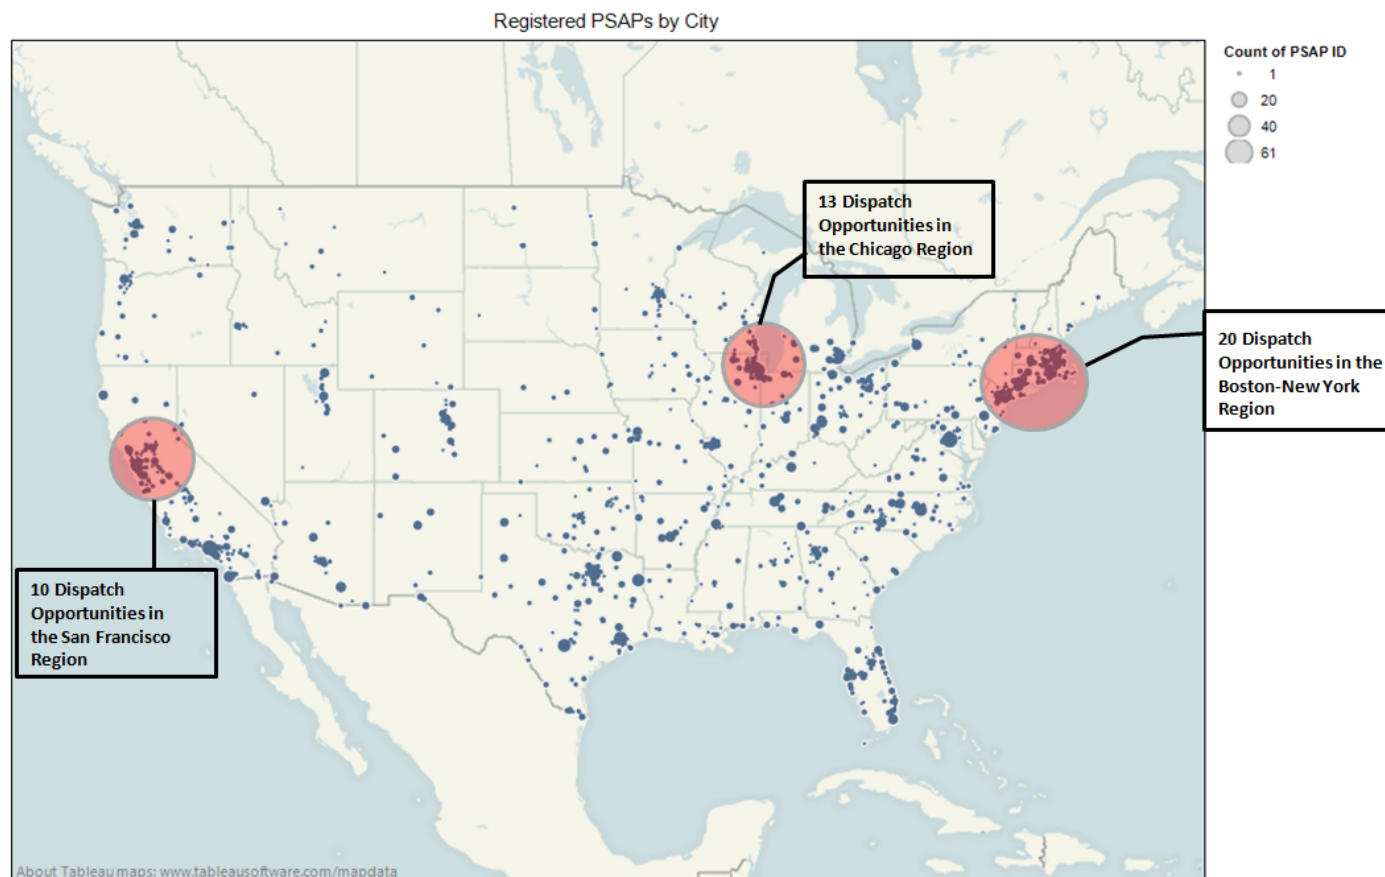 Registered PSAPs by City
Count of PSAP ID
1
20
40
61
13 Dispatch
Opportunities in
the Chicago Region
20 Dispatch
Opportunities in the
Boston-New York
Region
10 Dispatch
Opportunities in
the San Francisco
Region
About Tableau maps: www.tableausoftware.com/mapdata